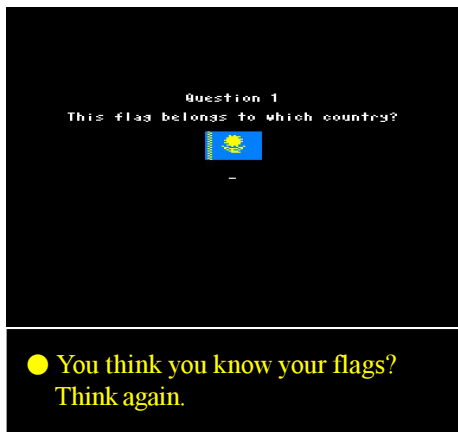 Question 1
This flag belongs to which country?
_
You think you know your flags?
Think again.